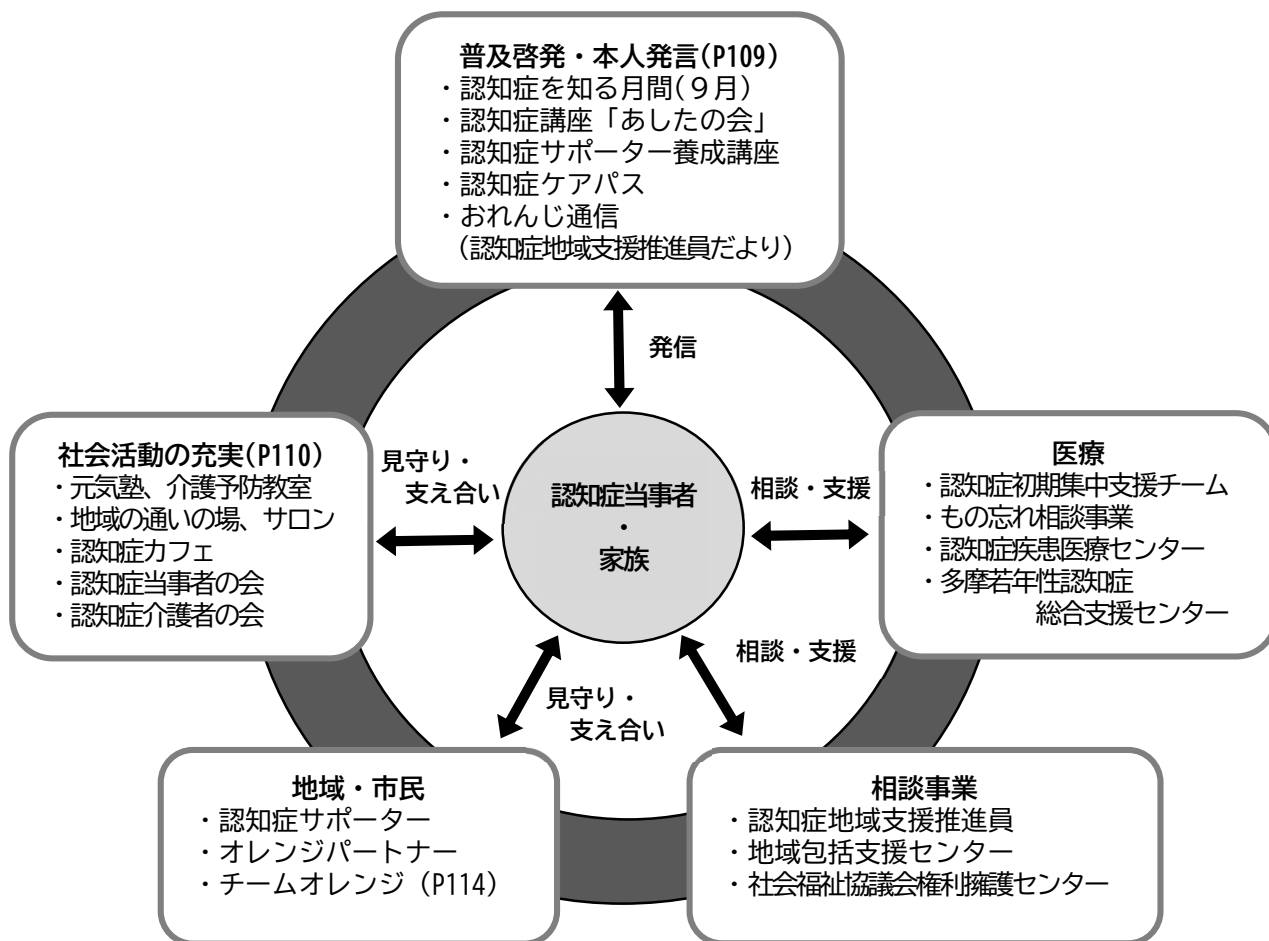 普及啓発・本人発言(P109)
・認知症を知る月間(９月)
・認知症講座「あしたの会」
・認知症サポーター養成講座
・認知症ケアパス
・おれんじ通信
(認知症地域支援推進員だより)
発信
社会活動の充実(P110)
・元気塾、介護予防教室
・地域の通いの場、サロン
・認知症カフェ
・認知症当事者の会
・認知症介護者の会
見守り・
支え合い
認知症当事者
・
家族
相談・支援
医療
・認知症初期集中支援チーム
・もの忘れ相談事業
・認知症疾患医療センター
・多摩若年性認知症
総合支援センター
見守り・
支え合い
相談・支援
地域・市民
・認知症サポーター
・オレンジパートナー
・チームオレンジ（P114）
相談事業
・認知症地域支援推進員
・地域包括支援センター
・社会福祉協議会権利擁護センター